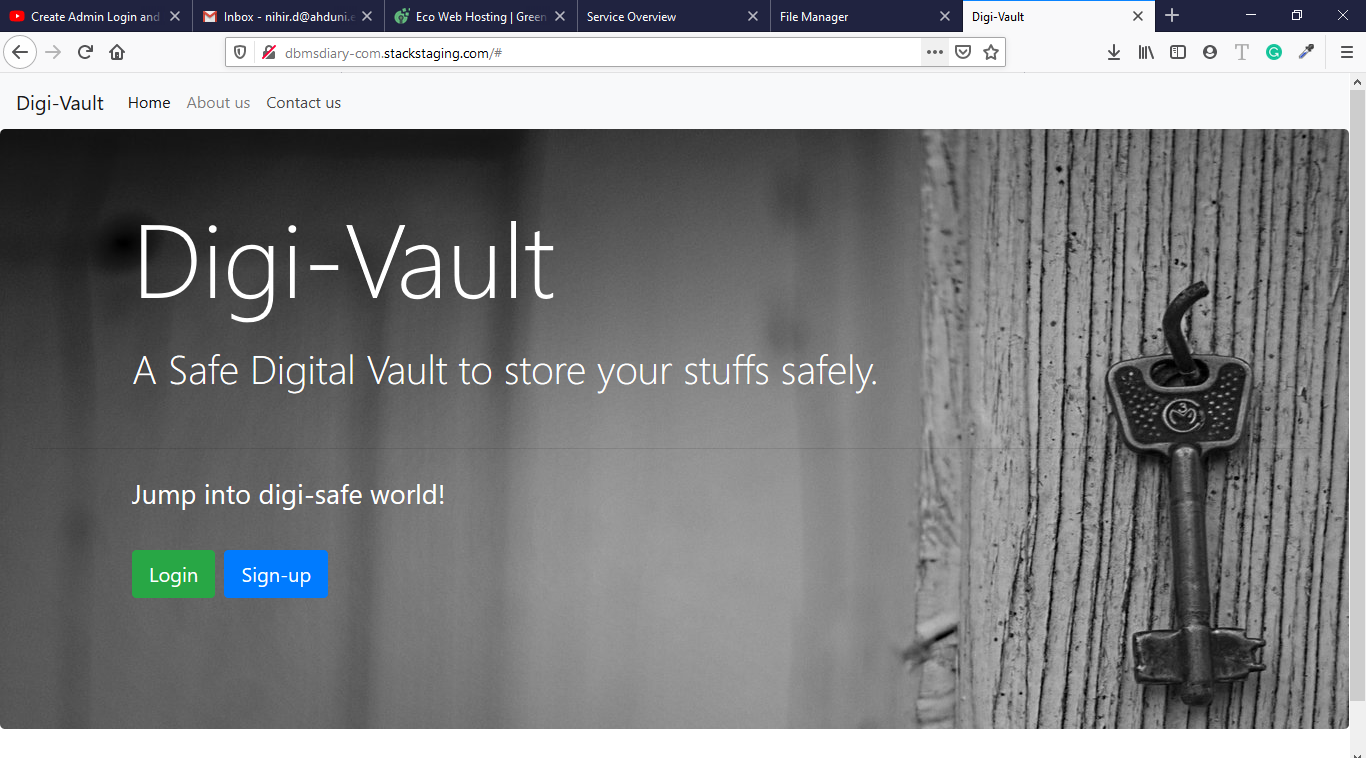 Create Admin Login and
Inbox - nihir.d@ahduni.e
Eco Web Hosting | Green
Service Overview
File Manager
Digi-Vault
dbmsdiary-com.stackstaging.com/#
Digi-Vault
Home
About us
Contact us
Digi-Vault
A Safe Digital Vault to store your stuffs safely.
Jump into digi-safe world!
Login
Sign-up